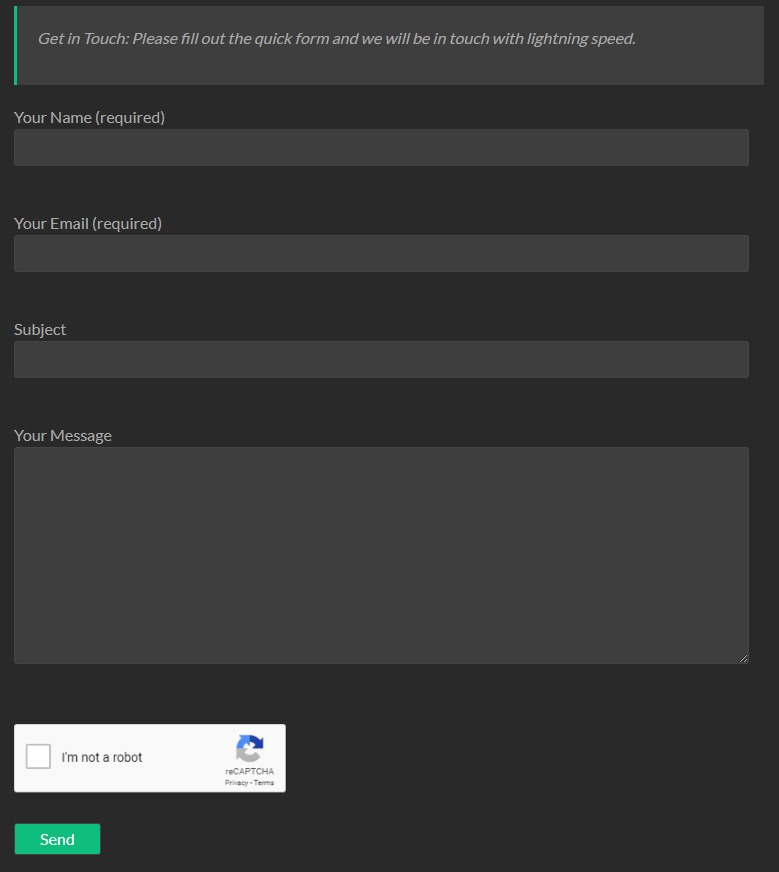 Get in Touch: Please fill out the quick form and we will be in touch with lightning speed.
Your Name (required)
Your Email (required)
Subject
Your Message
I'm not a robot
reCAPTCHA
Privacy - Terms
Send